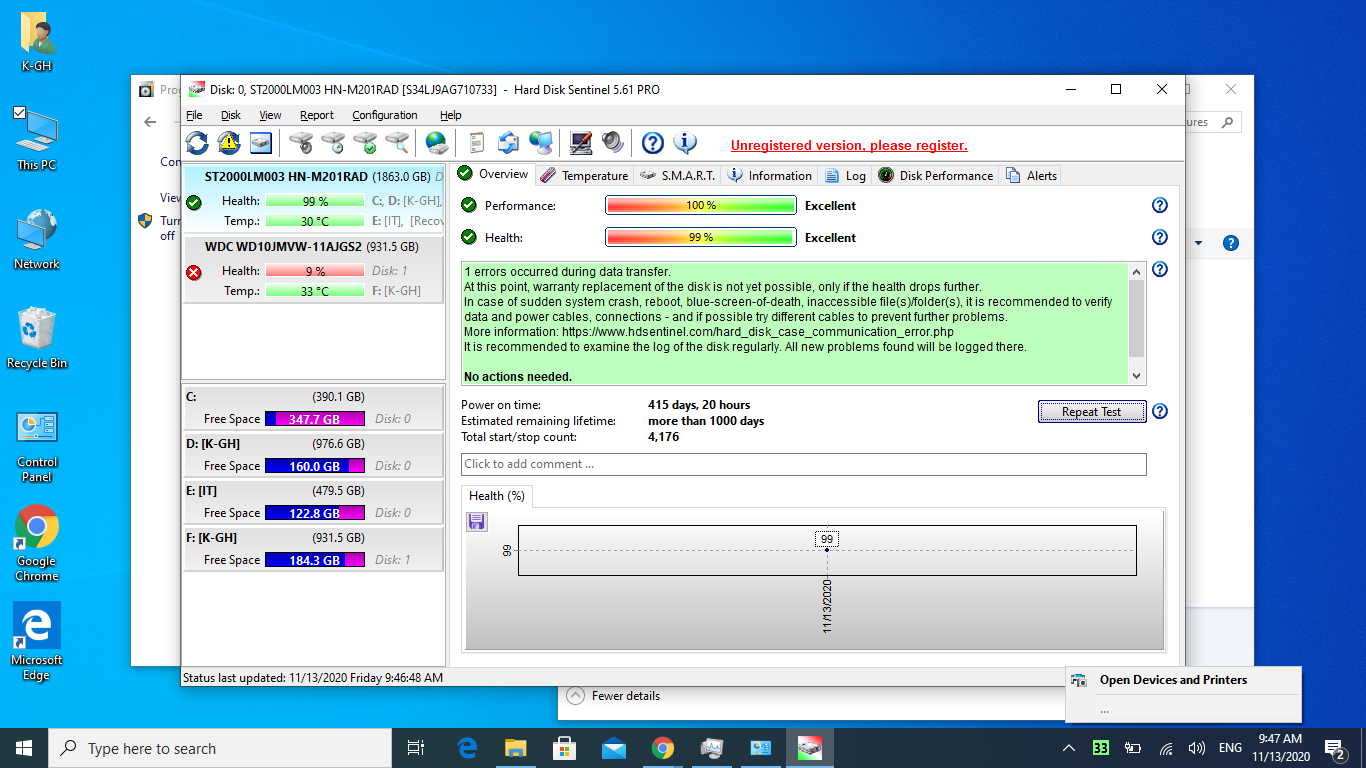 K-GH
This PC
Network
Recycle Bin
Control
Panel
Google
Chrome
Microsoft
Edge
Prog
Con
View
Turn
off
ures
Disk: 0, ST2000LM003 HN-M201RAD [S34LJ9AG710733] - Hard Disk Sentinel 5.61 PRO
File Disk View Report Configuration Help
Unregistered version, please register.
ST2000LM003 HN-M201RAD (1863.0 GB) D
Health: 99 % C:, D: [K-GH],
Temp.: 30 °C E: [IT], [Recov
WDC WD10JMVW-11AJGS2 (931.5 GB)
Health: 9 % Disk: 1
Temp.: 33 °C F: [K-GH]
C: (390.1 GB)
Free Space 347.7 GB Disk: 0
D: [K-GH] (976.6 GB)
Free Space 160.0 GB Disk: 0
E: [IT] (479.5 GB)
Free Space 122.8 GB Disk: 0
F: [K-GH] (931.5 GB)
Free Space 184.3 GB Disk: 1
Overview Temperature S.M.A.R.T. Information Log Disk Performance Alerts
Performance: 100 % Excellent
Health: 99 % Excellent
1 errors occurred during data transfer.
At this point, warranty replacement of the disk is not yet possible, only if the health drops further.
In case of sudden system crash, reboot, blue-screen-of-death, inaccessible file(s)/folder(s), it is recommended to verify
data and power cables, connections - and if possible try different cables to prevent further problems.
More information: https://www.hdsentinel.com/hard_disk_case_communication_error.php
It is recommended to examine the log of the disk regularly. All new problems found will be logged there.
No actions needed.
Power on time: 415 days, 20 hours
Estimated remaining lifetime: more than 1000 days
Total start/stop count: 4,176
Repeat Test
Click to add comment ...
Health (%)
99
99
11/13/2020
Status last updated: 11/13/2020 Friday 9:46:48 AM
Fewer details
Open Devices and Printers
...
Type here to search
33
ENG
9:47 AM
11/13/2020
2